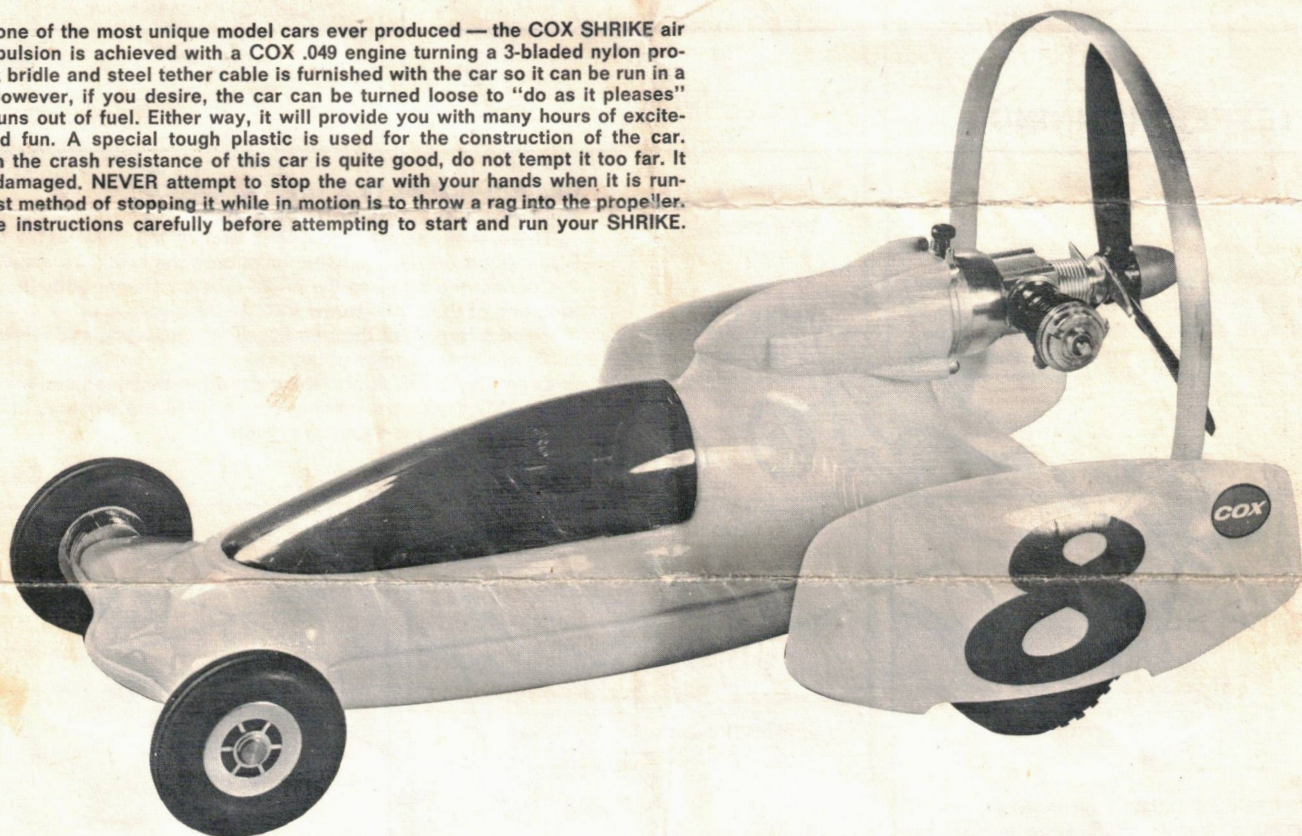 one of the most unique model cars ever produced — the COX SHRIKE air
pulsion is achieved with a COX .049 engine turning a 3-bladed nylon pro-
bridle and steel tether cable is furnished with the car so it can be run in a
owever, if you desire, the car can be turned loose to “do as it pleases”
uns out of fuel. Either way, it will provide you with many hours of excite-
d fun. A special tough plastic is used for the construction of the car.
h the crash resistance of this car is quite good, do not tempt it too far. It
damaged. NEVER attempt to stop the car with your hands when it is run-
st method of stopping it while in motion is to throw a rag into the propeller.
e instructions carefully before attempting to start and run your SHRIKE.
COX
8